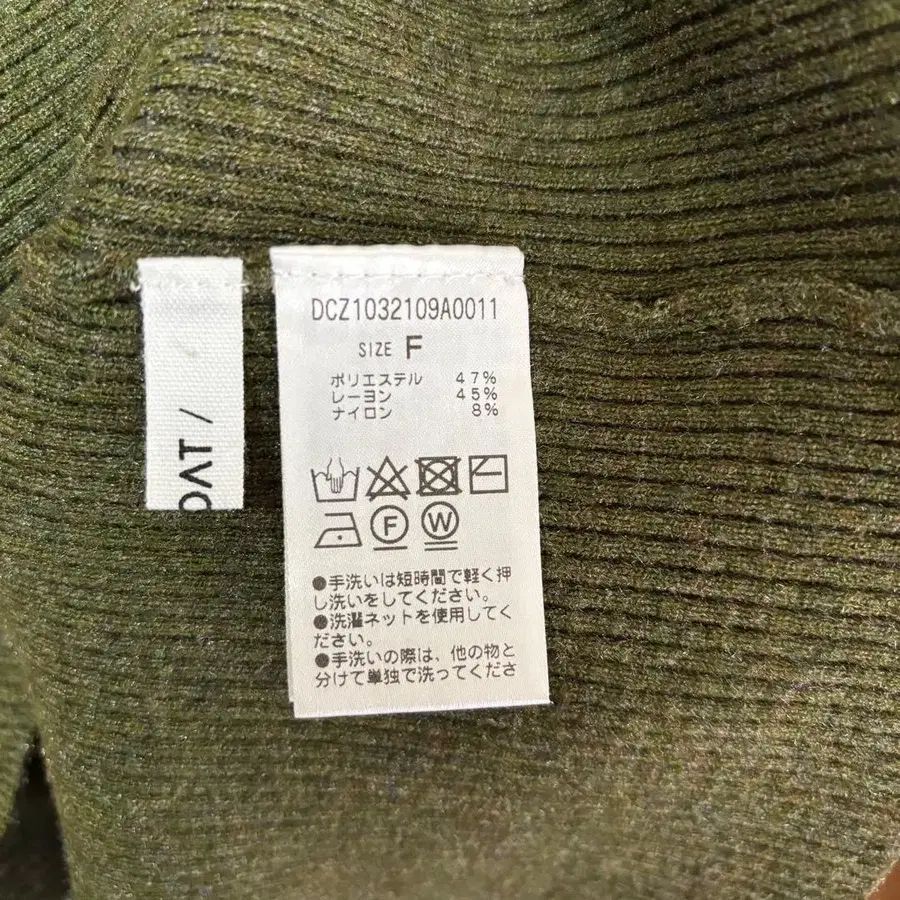 DCZ1032109A0011
SIZE F
ポリエステル 47%
レーヨン 45%
ナイロン 8%
F W
●手洗いは短時間で軽く押
し洗いをしてください。
●洗濯ネットを使用してく
ださい。
●手洗いの際は、他の物と
分けて単独で洗ってくださ